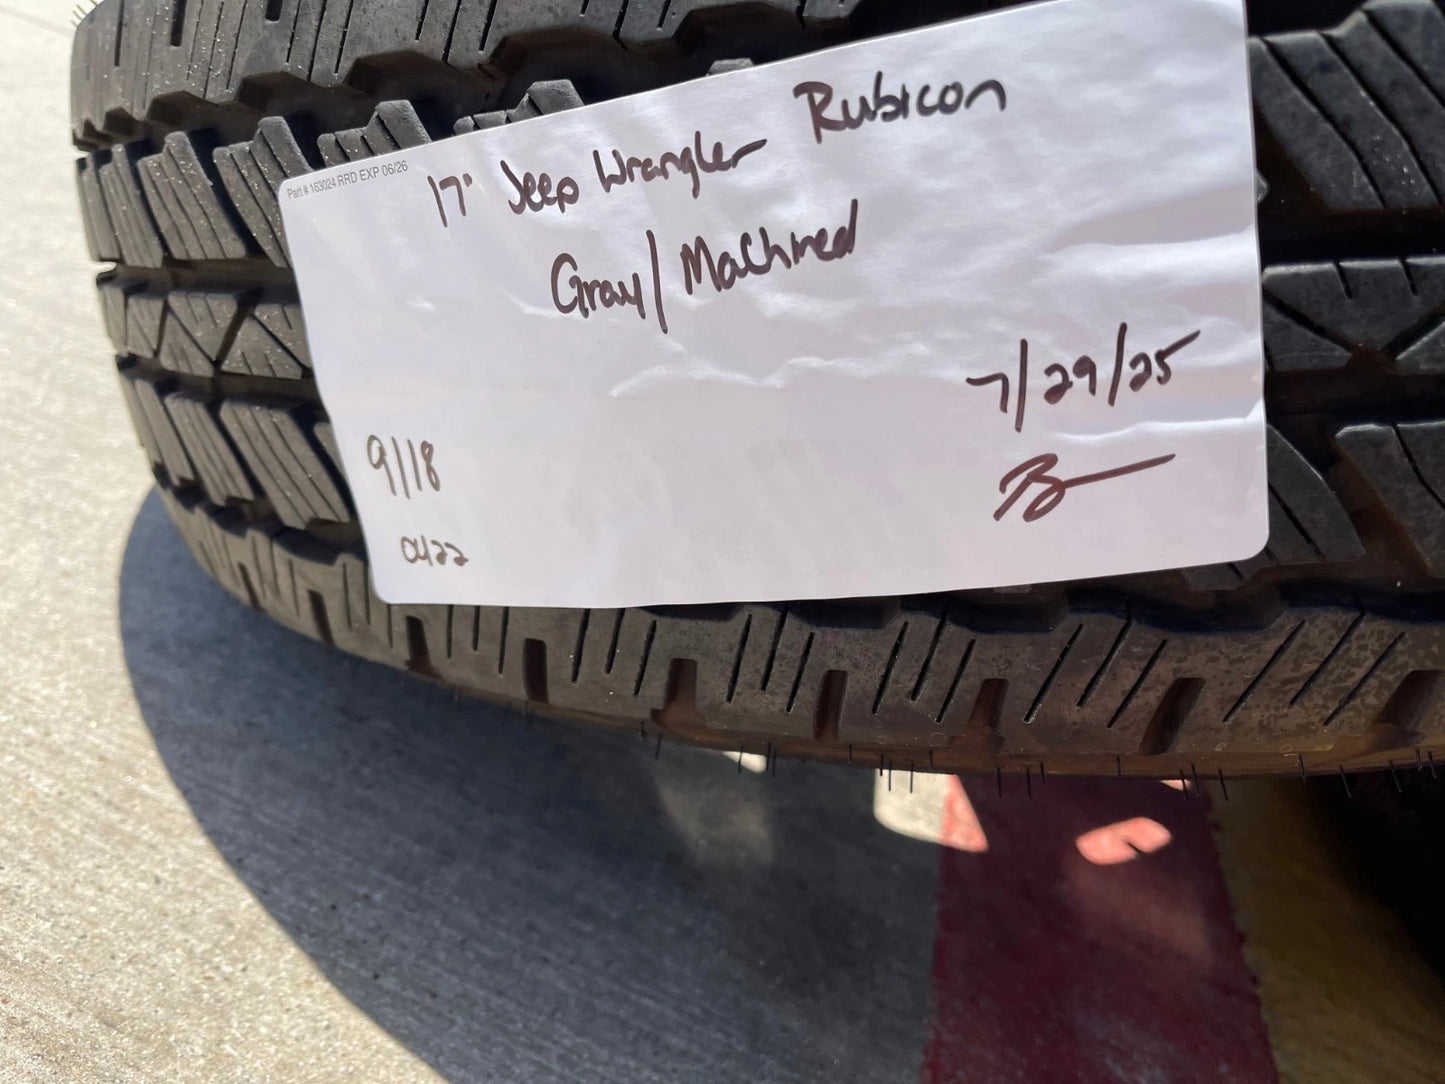 Part # 163024 RRD EXP 06/26
17" Jeep Wrangler Rubicon
Gray/Machined
7/29/25
9/18
0422